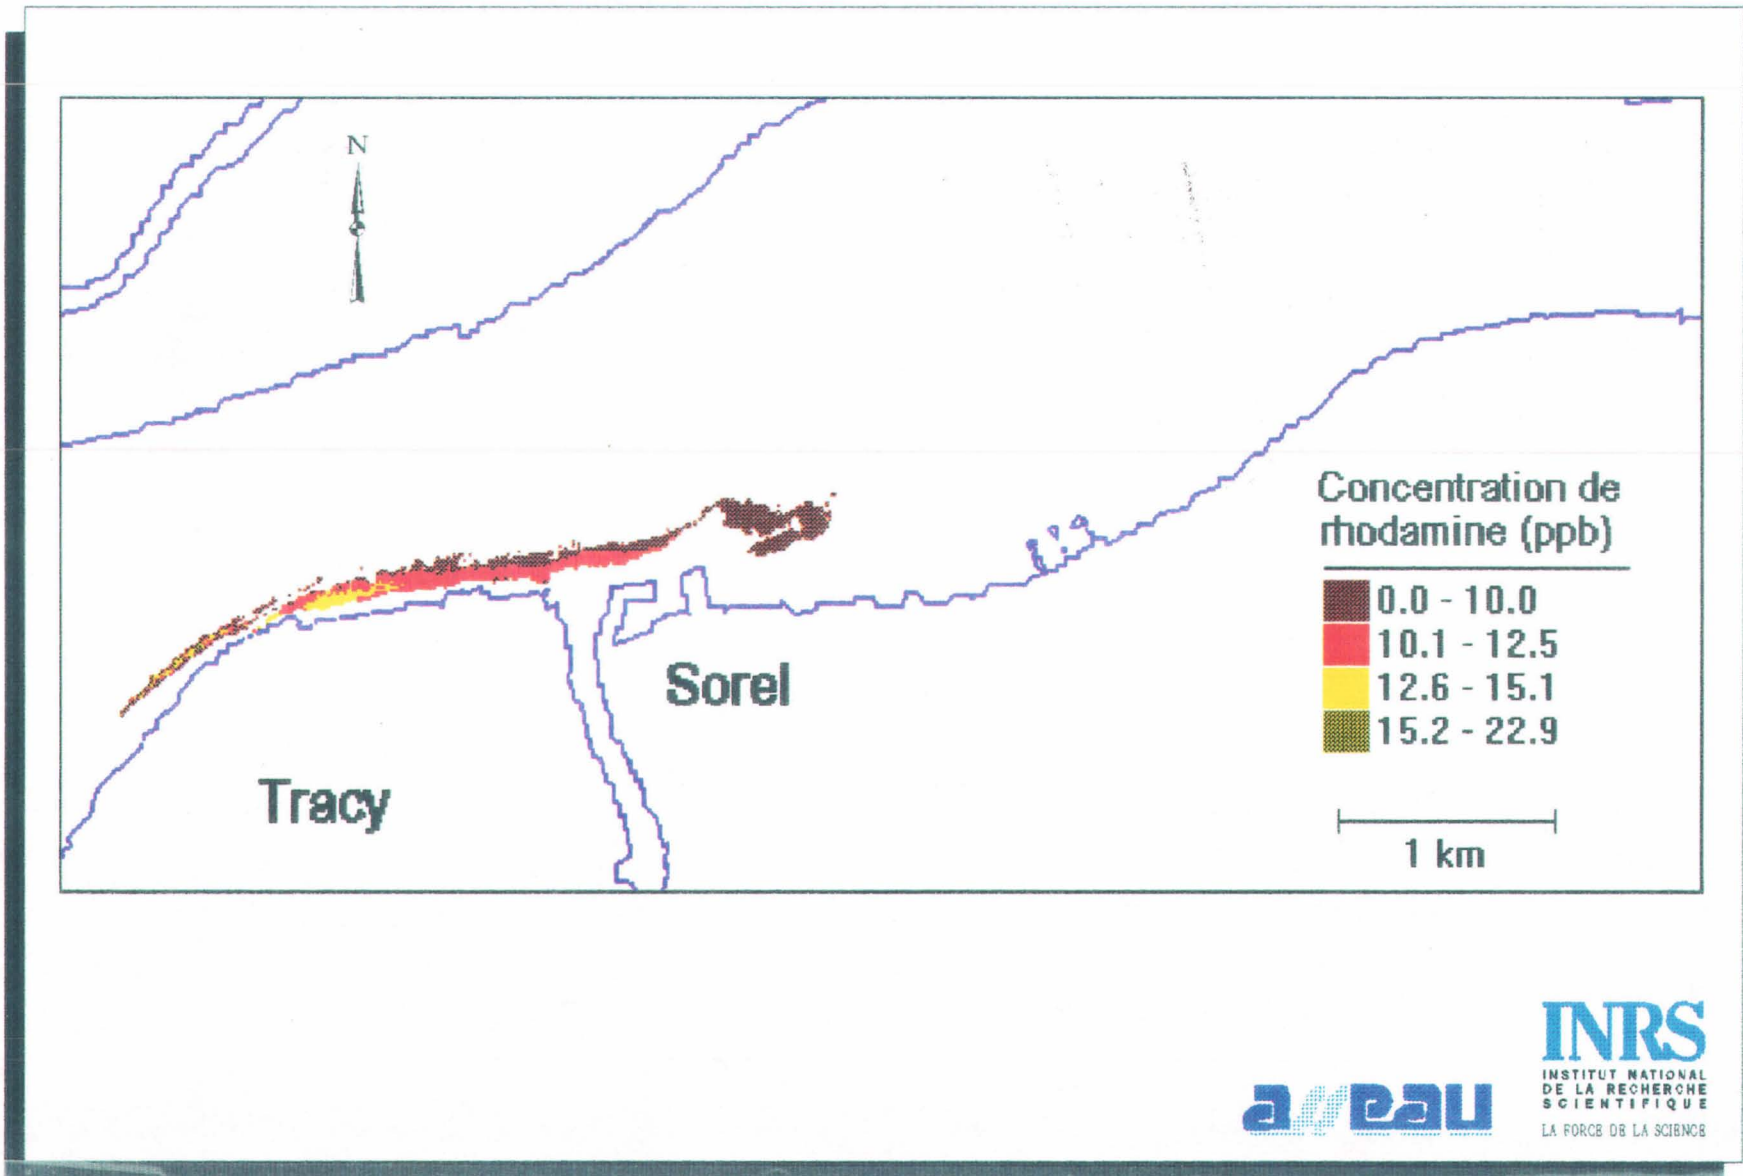 N
Concentration de
rhodamine (ppb)
0.0 - 10.0
10.1 - 12.5
12.6 - 15.1
15.2 - 22.9
Sorel
Tracy
1 km
a//eau
INRS
INSTITUT NATIONAL
DE LA RECHERCHE
SCIENTIFIQUE
LA FORCE DE LA SCIENCE